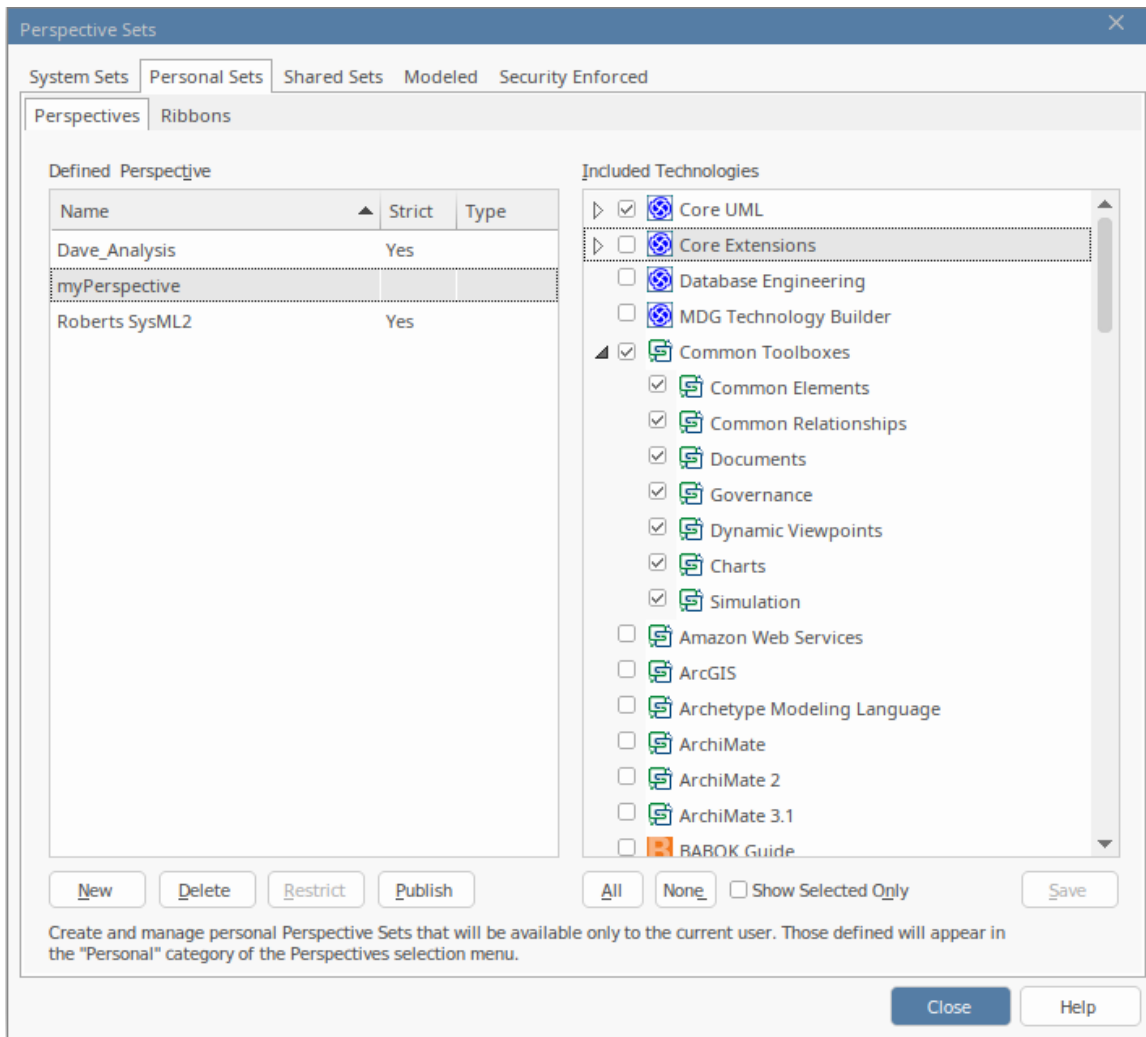 Perspective Sets
System Sets Personal Sets Shared Sets Modeled Security Enforced
Perspectives Ribbons
Defined Perspective
Name Strict Type
Dave_Analysis Yes
myPerspective
Roberts SysML2 Yes
Included Technologies
Core UML
Core Extensions
Database Engineering
MDG Technology Builder
Common Toolboxes
Common Elements
Common Relationships
Documents
Governance
Dynamic Viewpoints
Charts
Simulation
Amazon Web Services
ArcGIS
Archetype Modeling Language
ArchiMate
ArchiMate 2
ArchiMate 3.1
BABOK Guide
New Delete Restrict Publish
All None Show Selected Only Save
Create and manage personal Perspective Sets that will be available only to the current user. Those defined will appear in
the "Personal" category of the Perspectives selection menu.
Close Help